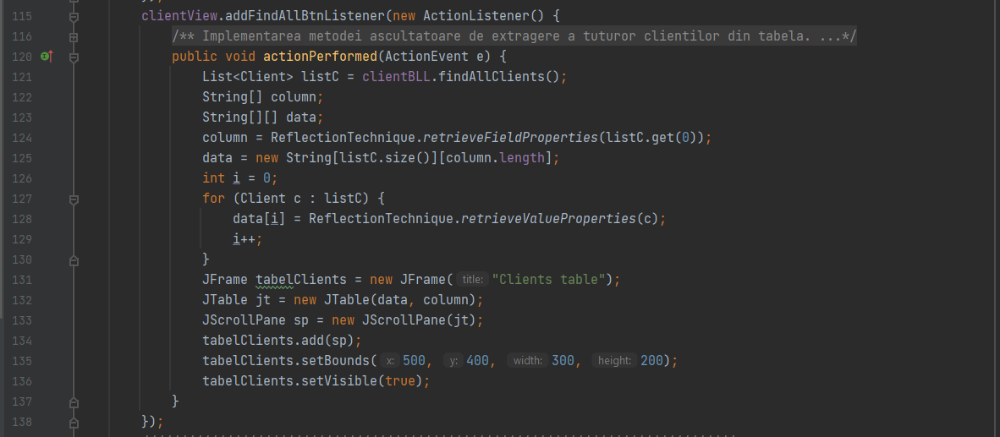 115 clientView.addFindAllBtnListener(new ActionListener() {
116 /** Implementarea metodei ascultatoare de extragere a tuturor clientilor din tabela. ...*/
120 public void actionPerformed(ActionEvent e) {
121 List<Client> listC = clientBLL.findAllClients();
122 String[] column;
123 String[][] data;
124 column = ReflectionTechnique.retrieveFieldProperties(listC.get(0));
125 data = new String[listC.size()][column.length];
126 int i = 0;
127 for (Client c : listC) {
128 data[i] = ReflectionTechnique.retrieveValueProperties(c);
129 i++;
130 }
131 JFrame tabelClients = new JFrame( title: "Clients table");
132 JTable jt = new JTable(data, column);
133 JScrollPane sp = new JScrollPane(jt);
134 tabelClients.add(sp);
135 tabelClients.setBounds( x: 500, y: 400, width: 300, height: 200);
136 tabelClients.setVisible(true);
137 }
138 });